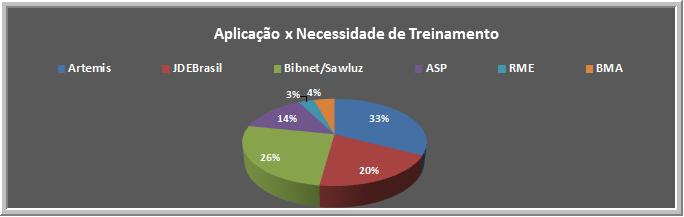 Aplicação x Necessidade de Treinamento
Artemis JDEBrasil Bibnet/Sawluz ASP RME BMA
3% 4%
14% 33%
26% 20%